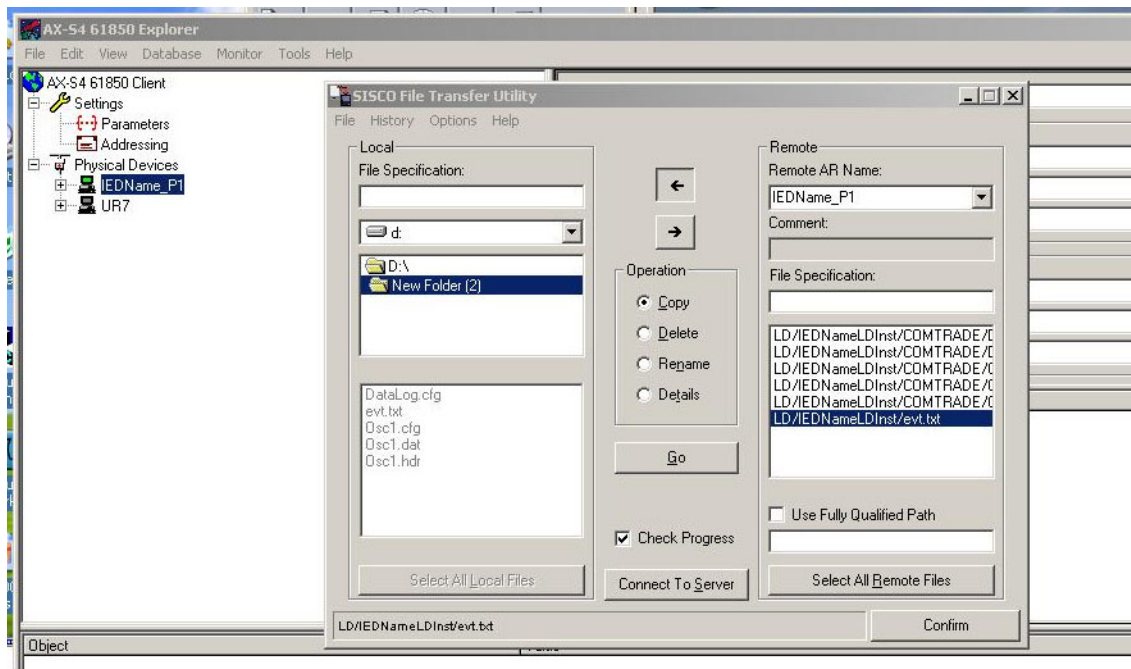 AX-S4 61850 Explorer
File Edit View Database Monitor Tools Help
AX-S4 61850 Client
Settings
Parameters
Addressing
Physical Devices
IEDName_P1
UR7
SISCO File Transfer Utility
File History Options Help
Local
File Specification:
d:
D:\
New Folder (2)
DataLog.cfg
evt.txt
Osc1.cfg
Osc1.dat
Osc1.hdr
Select All Local Files
Operation
Copy
Delete
Rename
Details
Go
Check Progress
Connect To Server
Remote
Remote AR Name:
IEDName_P1
Comment:
File Specification:
LD/IEDNameLDInst/COMTRADE/
LD/IEDNameLDInst/COMTRADE/
LD/IEDNameLDInst/COMTRADE/
LD/IEDNameLDInst/COMTRADE/
LD/IEDNameLDInst/COMTRADE/
LD/IEDNameLDInst/evt.txt
Use Fully Qualified Path
Select All Remote Files
LD/IEDNameLDInst/evt.txt
Confirm
Object